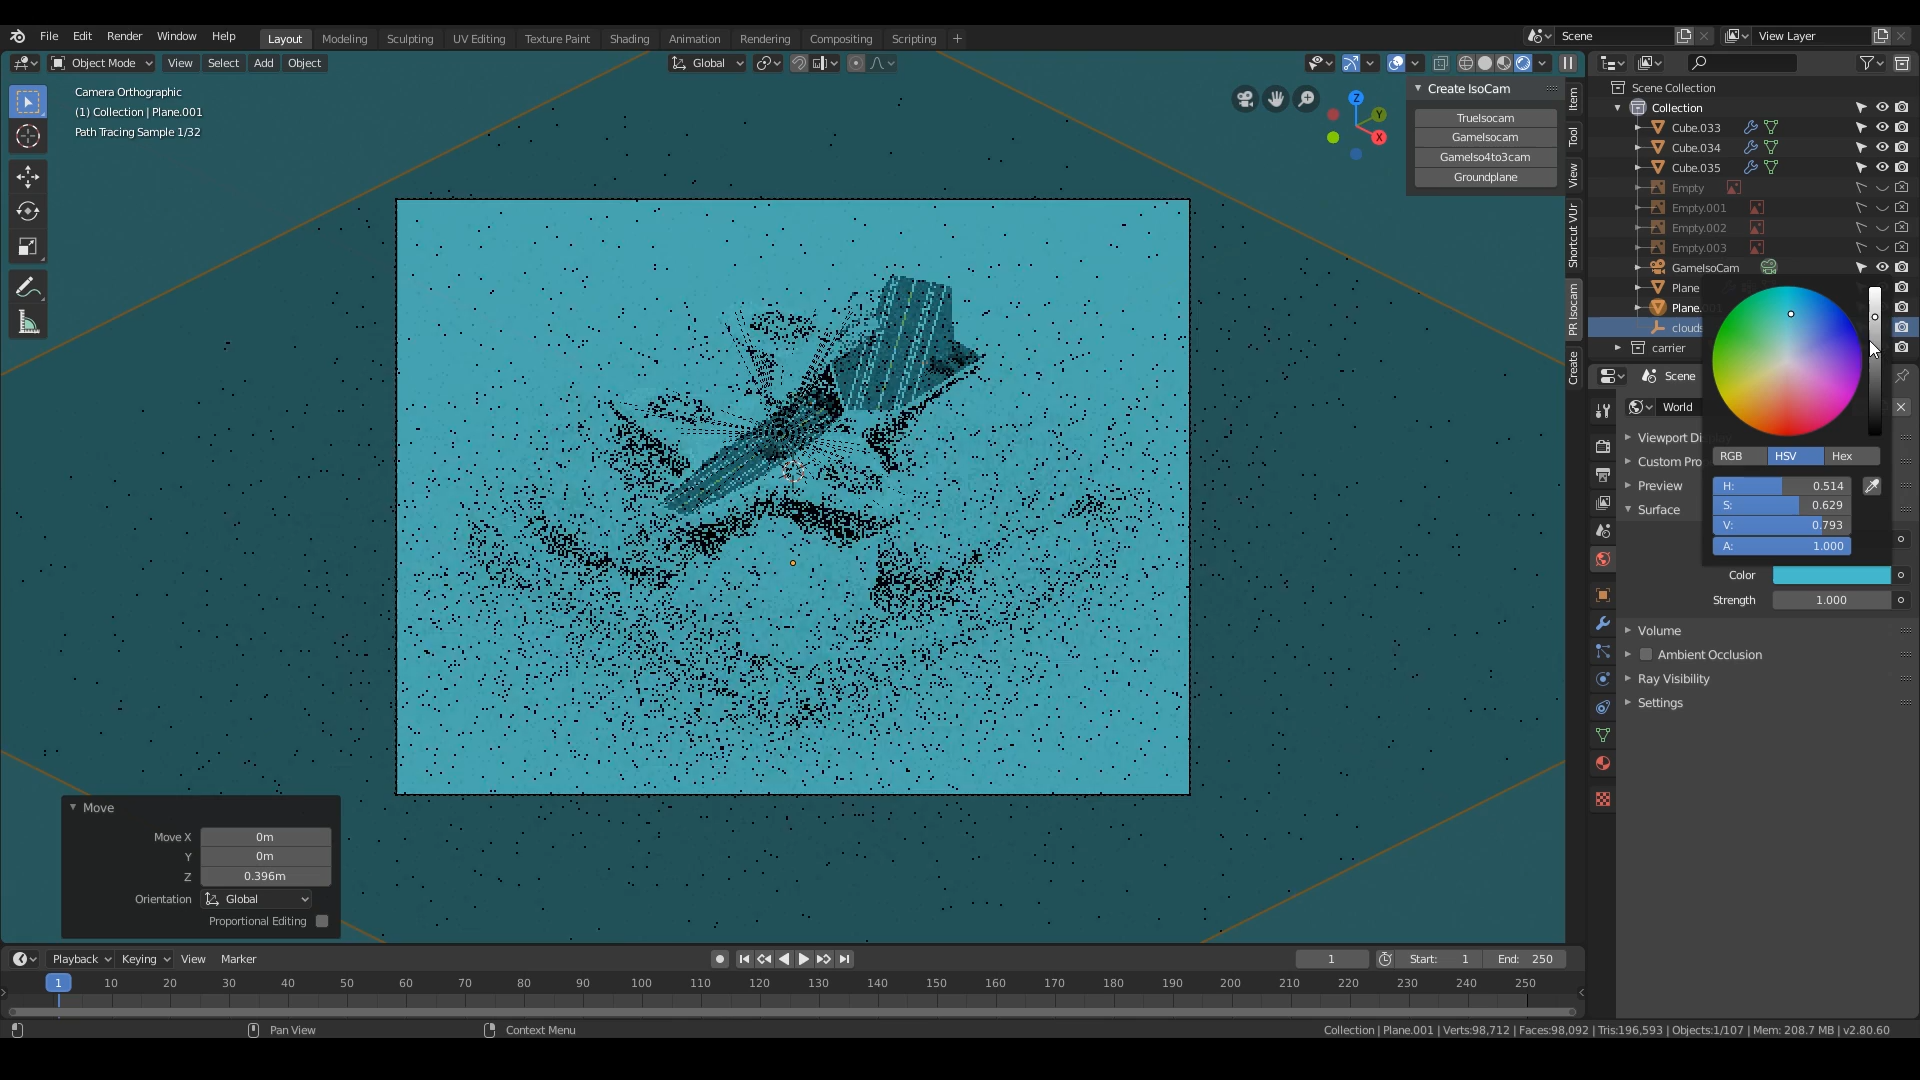 File Edit Render Window Help
Layout Modeling Sculpting UV Editing Texture Paint Shading Animation Rendering Compositing Scripting +
Scene
View Layer
Object Mode View Select Add Object
Global
Camera Orthographic
(1) Collection | Plane.001
Path Tracing Sample 1/32
Z
Y
X
Create IsoCam
TrueIsocam
GameIsocam
GameIso4to3cam
Groundplane
Item
Tool
View
Shortcut VUr
PR Isocam
Create
Scene Collection
Collection
Cube.033
Cube.034
Cube.035
Empty
Empty.001
Empty.002
Empty.003
GameIsoCam
Plane
Plane.
clouds
carrier
Scene
World
Viewport Di
Custom Pro
Preview
Surface
RGB HSV Hex
H: 0.514
S: 0.629
V: 0.793
A: 1.000
Color
Strength 1.000
Volume
Ambient Occlusion
Ray Visibility
Settings
Move
Move X 0m
Y 0m
Z 0.396m
Orientation Global
Proportional Editing
Playback Keying View Marker
1 Start: 1 End: 250
1 10 20 30 40 50 60 70 80 90 100 110 120 130 140 150 160 170 180 190 200 210 220 230 240 250
Pan View
Context Menu
Collection | Plane.001 | Verts:98,712 | Faces:98,092 | Tris:196,593 | Objects:1/107 | Mem: 208.7 MB | v2.80.60